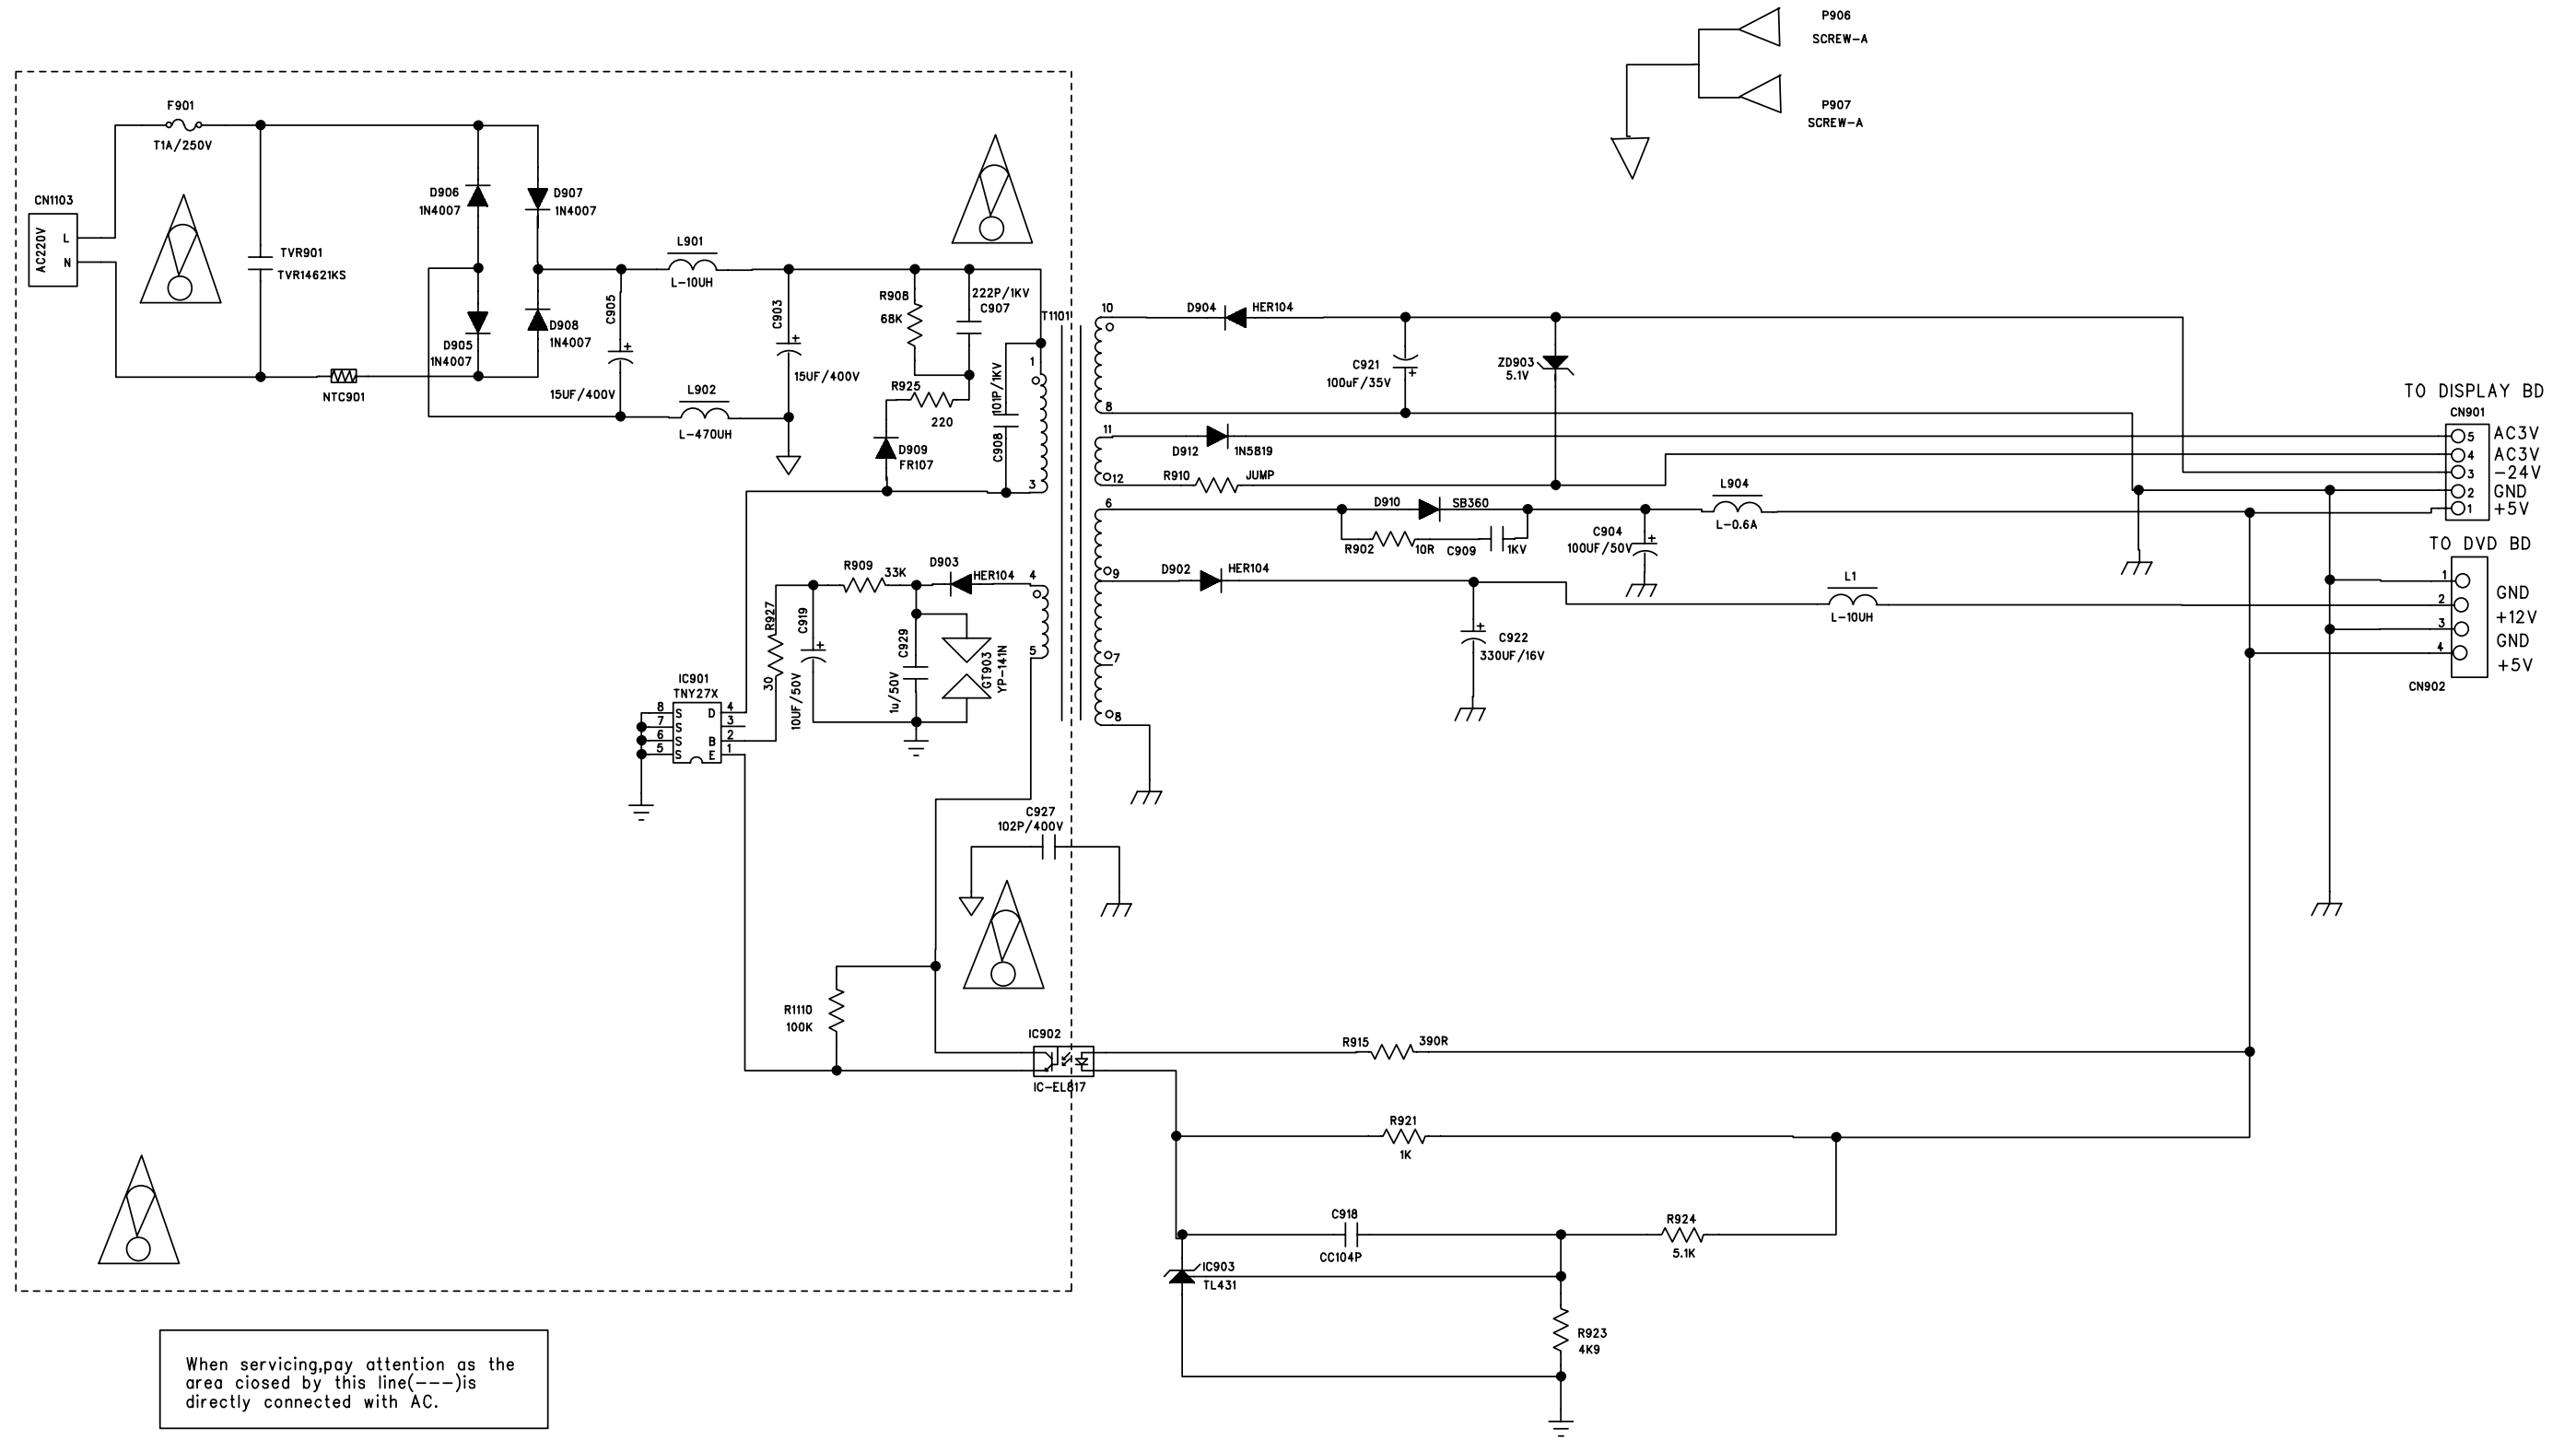 P906
SCREW-A
P907
SCREW-A
F901
T1A/250V
CN1103
AC220V
L
N
TVR901
TVR14621KS
NTC901
D906
1N4007
D907
1N4007
D905
1N4007
D908
1N4007
C905
15UF/400V
L901
L-10UH
L902
L-470UH
C903
15UF/400V
R908
68K
222P/1KV
C907
R925
220
D909
FR107
101P/1KV
C908
T1101
1
3
4
5
R909
33K
D903
HER104
R927
30
C919
10UF/50V
C929
1u/50V
GT903
YP-141N
IC901
TNY27X
8 S D 4
7 S 3
6 S B 2
5 S E 1
C927
102P/400V
R1110
100K
IC902
IC-EL817
10
8
11
12
6
9
7
8
D904
HER104
C921
100uF/35V
ZD903
5.1V
D912
1N5819
R910
JUMP
D910
SB360
R902
10R
C909
1KV
C904
100UF/50V
L904
L-0.6A
D902
HER104
C922
330UF/16V
L1
L-10UH
TO DISPLAY BD
CN901
5 AC3V
4 AC3V
3 -24V
2 GND
1 +5V
TO DVD BD
1 GND
2 +12V
3 GND
4 +5V
CN902
R915
390R
R921
1K
C918
CC104P
R924
5.1K
IC903
TL431
R923
4K9
When servicing,pay attention as the
area ciosed by this line(---)is
directly connected with AC.